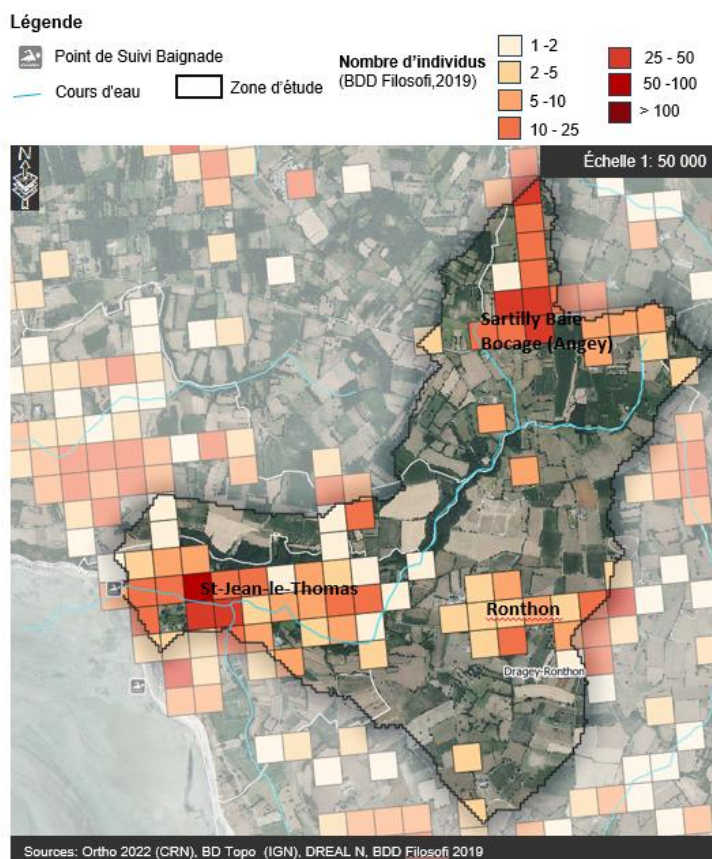 Légende
Point de Suivi Baignade
Cours d'eau
Zone d'étude
Nombre d'individus
(BDD Filosofi,2019)
1 -2
2 -5
5 -10
10 - 25
25 - 50
50 -100
> 100
N
Échelle 1: 50 000
Sartilly Baie
Bocage (Angey)
St-Jean-le-Thomas
Ronthon
Dragey-Ronthon
Sources: Ortho 2022 (CRN), BD Topo (IGN), DREAL N, BDD Filosofi 2019